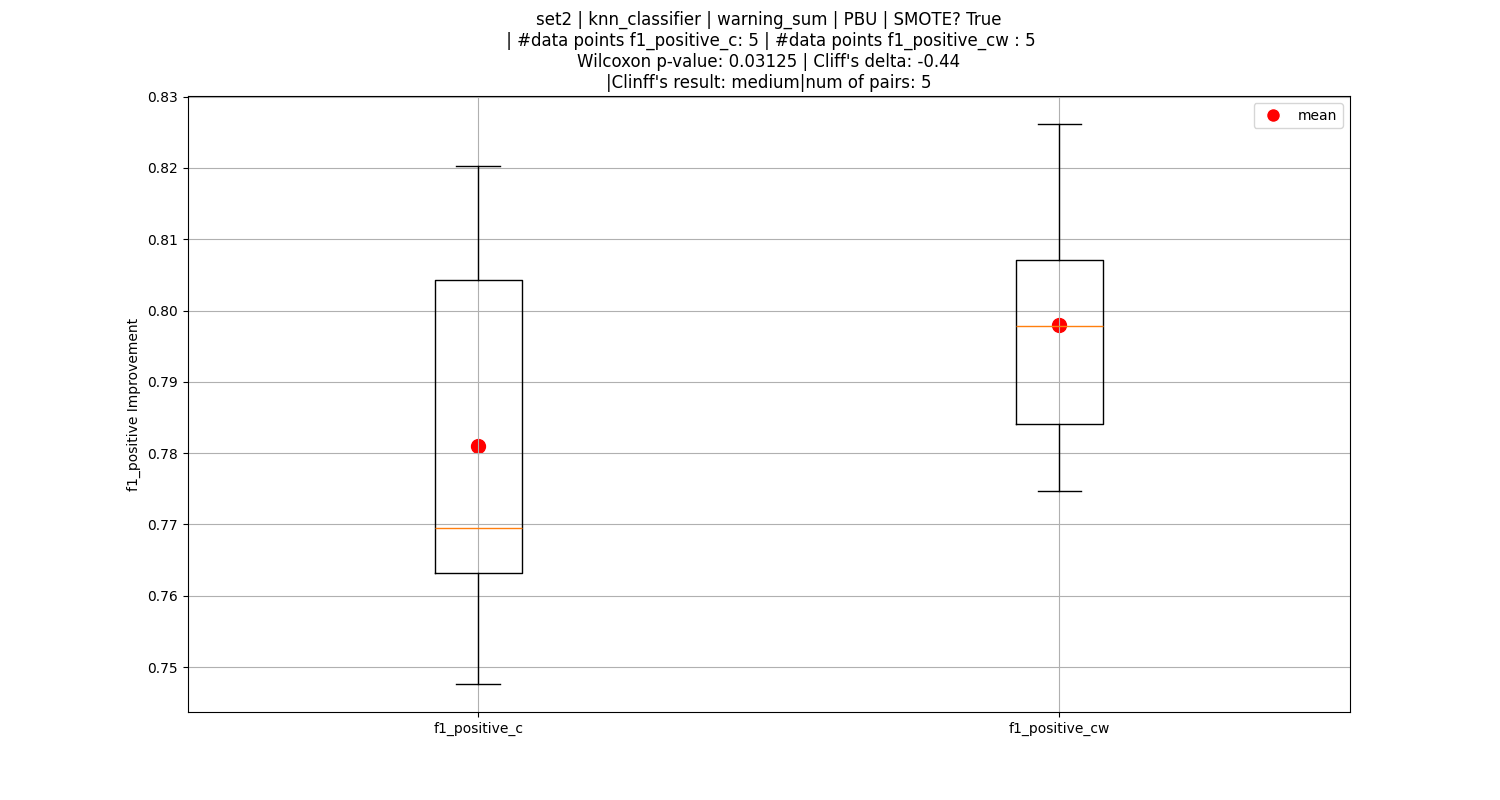 set2 | knn_classifier | warning_sum | PBU | SMOTE? True
| #data points f1_positive_c: 5 | #data points f1_positive_cw : 5
Wilcoxon p-value: 0.03125 | Cliff's delta: -0.44
|Clinff's result: medium|num of pairs: 5
mean
0.83
0.82
0.81
0.80
0.79
0.78
0.77
0.76
0.75
f1_positive Improvement
f1_positive_c
f1_positive_cw